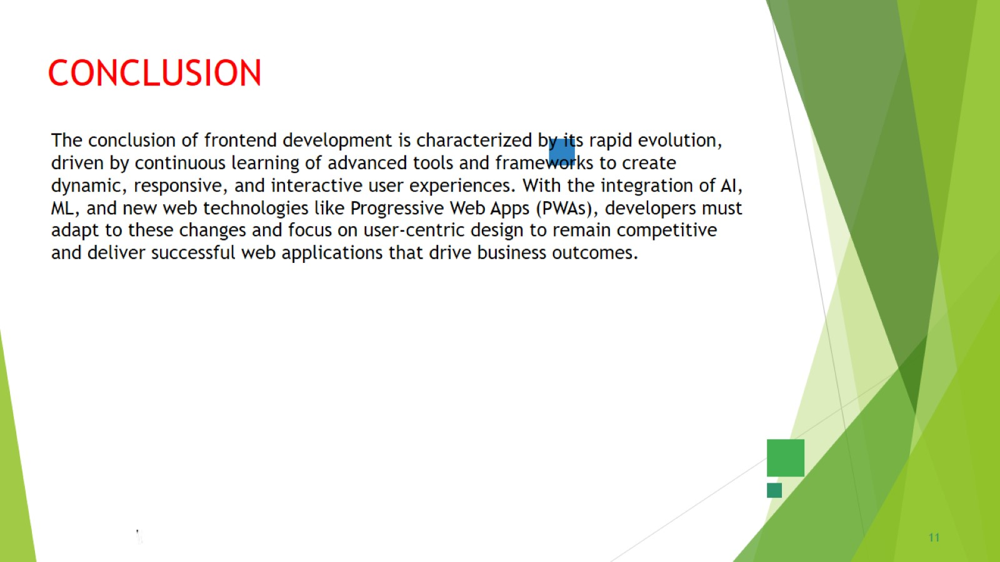 CONCLUSION
The conclusion of frontend development is characterized by its rapid evolution,
driven by continuous learning of advanced tools and frameworks to create
dynamic, responsive, and interactive user experiences. With the integration of AI,
ML, and new web technologies like Progressive Web Apps (PWAs), developers must
adapt to these changes and focus on user-centric design to remain competitive
and deliver successful web applications that drive business outcomes.
11